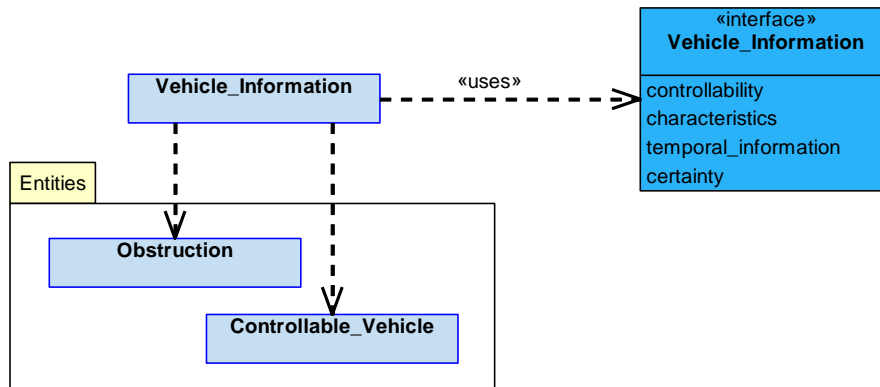 «interface»
Vehicle_Information
controllability
characteristics
temporal_information
certainty
Vehicle_Information
«uses»
Entities
Obstruction
Controllable_Vehicle